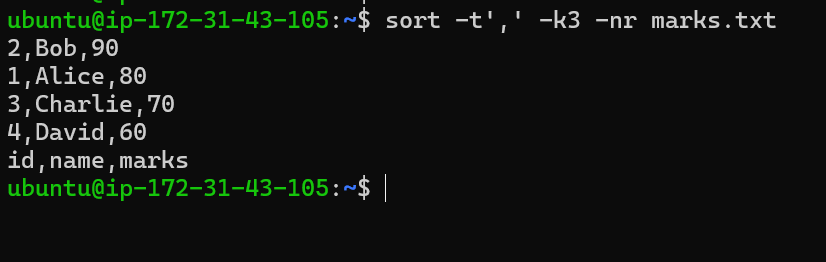 ubuntu@ip-172-31-43-105:~$ sort -t',' -k3 -nr marks.txt
2,Bob,90
1,Alice,80
3,Charlie,70
4,David,60
id,name,marks
ubuntu@ip-172-31-43-105:~$